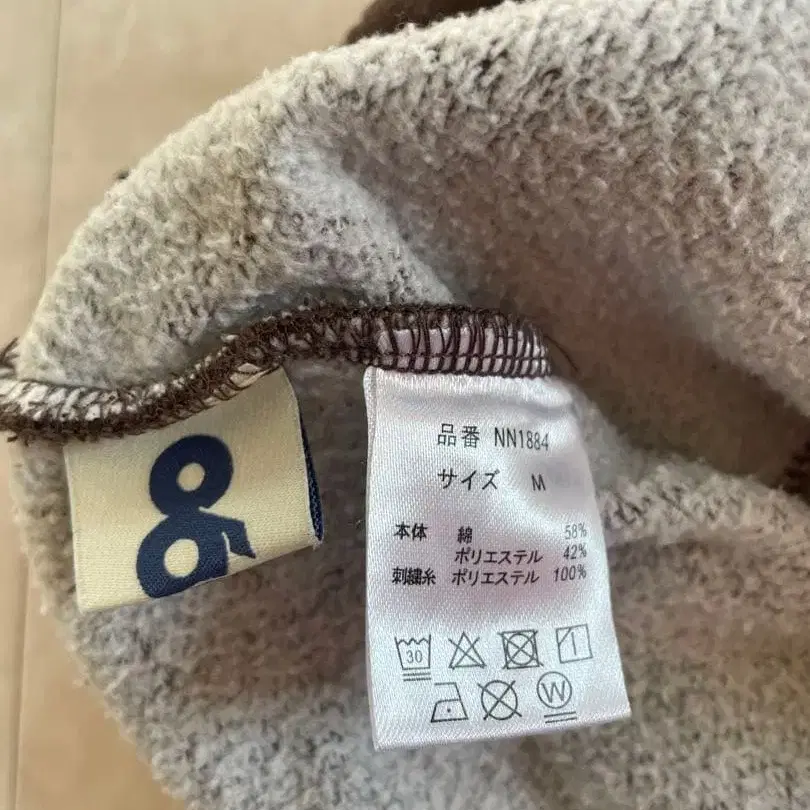 品番 NN1884
サイズ M
本体 綿 58%
ポリエステル 42%
刺繍糸 ポリエステル 100%
30
W